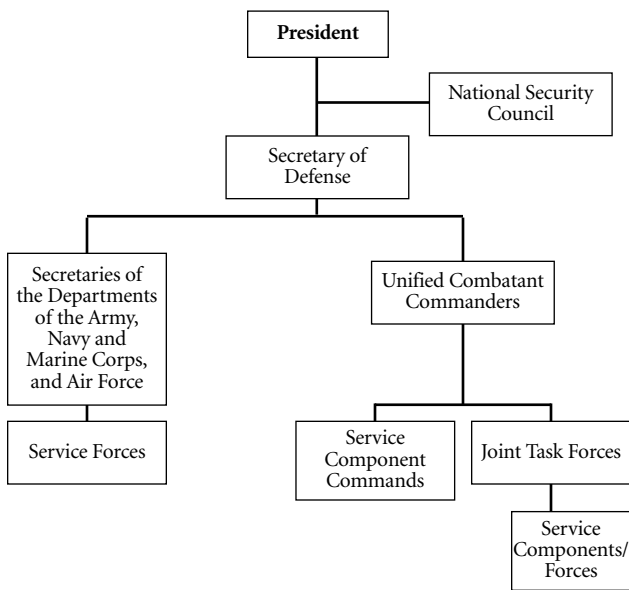 President
National Security
Council
Secretary of
Defense
Secretaries of
the Departments
of the Army,
Navy and
Marine Corps,
and Air Force
Unified Combatant
Commanders
Service Forces
Service
Component
Commands
Joint Task Forces
Service
Components/
Forces